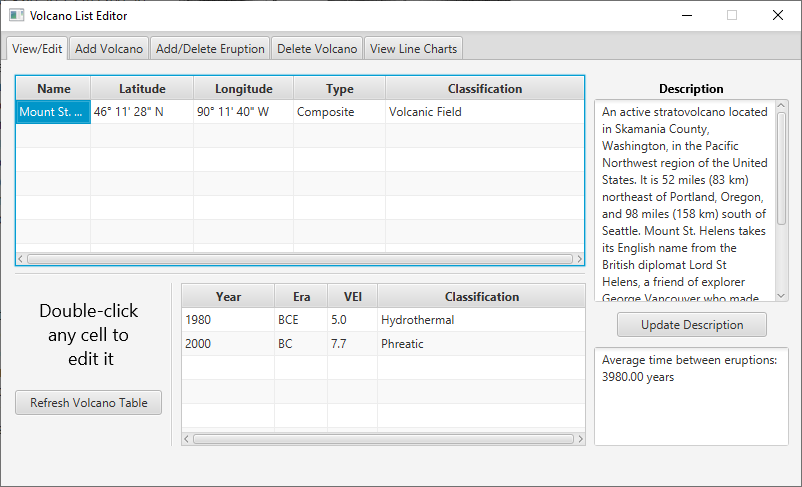 Volcano List Editor
View/Edit Add Volcano Add/Delete Eruption Delete Volcano View Line Charts
Name Latitude Longitude Type Classification
Mount St. ... 46° 11' 28" N 90° 11' 40" W Composite Volcanic Field
Description
An active stratovolcano located
in Skamania County,
Washington, in the Pacific
Northwest region of the United
States. It is 52 miles (83 km)
northeast of Portland, Oregon,
and 98 miles (158 km) south of
Seattle. Mount St. Helens takes
its English name from the
British diplomat Lord St
Helens, a friend of explorer
George Vancouver who made
Update Description
Double-click
any cell to
edit it
Refresh Volcano Table
Year Era VEI Classification
1980 BCE 5.0 Hydrothermal
2000 BC 7.7 Phreatic
Average time between eruptions:
3980.00 years